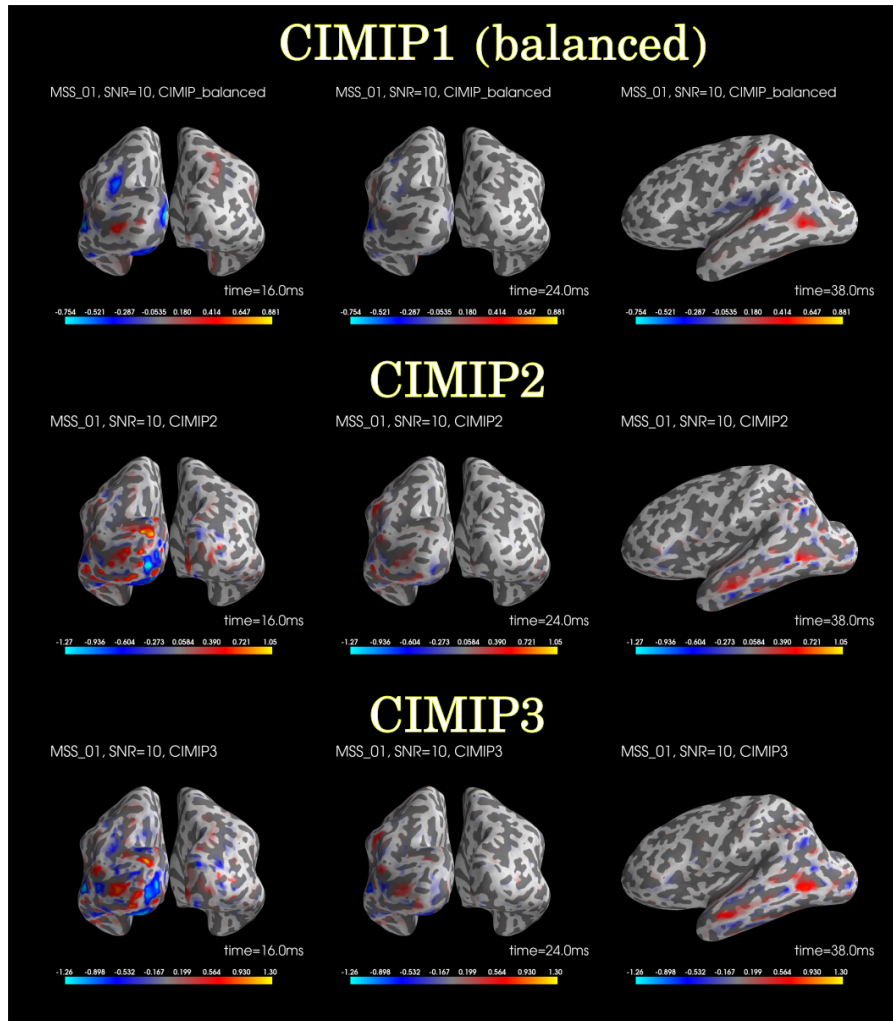 CIMIP1 (balanced)
MSS_01, SNR=10, CIMIP_balanced
MSS_01, SNR=10, CIMIP_balanced
MSS_01, SNR=10, CIMIP_balanced
time=16.0ms
time=24.0ms
time=38.0ms
-0.754 -0.521 -0.287 -0.0535 0.180 0.414 0.647 0.881
-0.754 -0.521 -0.287 -0.0535 0.180 0.414 0.647 0.881
-0.754 -0.521 -0.287 -0.0535 0.180 0.414 0.647 0.881
CIMIP2
MSS_01, SNR=10, CIMIP2
MSS_01, SNR=10, CIMIP2
MSS_01, SNR=10, CIMIP2
time=16.0ms
time=24.0ms
time=38.0ms
-1.27 -0.936 -0.604 -0.273 0.0584 0.390 0.721 1.05
-1.27 -0.936 -0.604 -0.273 0.0584 0.390 0.721 1.05
-1.27 -0.936 -0.604 -0.273 0.0584 0.390 0.721 1.05
CIMIP3
MSS_01, SNR=10, CIMIP3
MSS_01, SNR=10, CIMIP3
MSS_01, SNR=10, CIMIP3
time=16.0ms
time=24.0ms
time=38.0ms
-1.26 -0.898 -0.532 -0.167 0.199 0.564 0.930 1.30
-1.26 -0.898 -0.532 -0.167 0.199 0.564 0.930 1.30
-1.26 -0.898 -0.532 -0.167 0.199 0.564 0.930 1.30